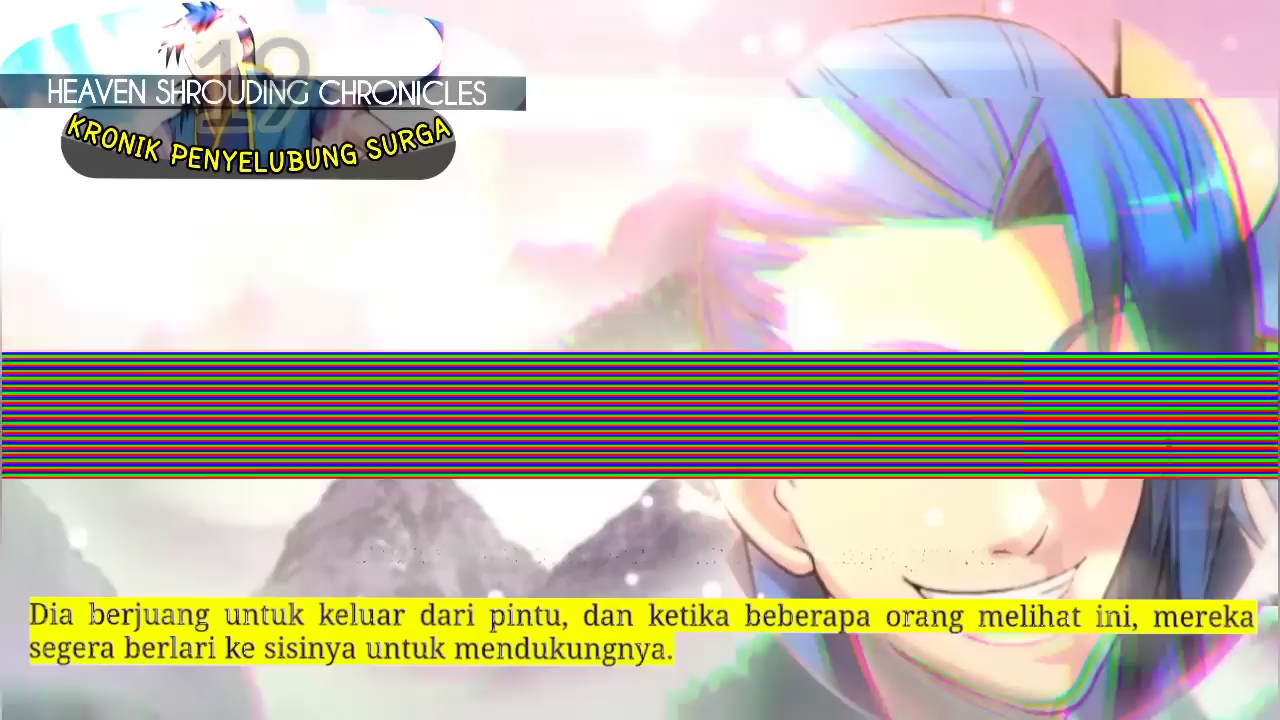 19
HEAVEN SHROUDING CHRONICLES
KRONIK PENYELUBUNG SURGA
Dia berjuang untuk keluar dari pintu, dan ketika beberapa orang melihat ini, mereka
segera berlari ke sisinya untuk mendukungnya.